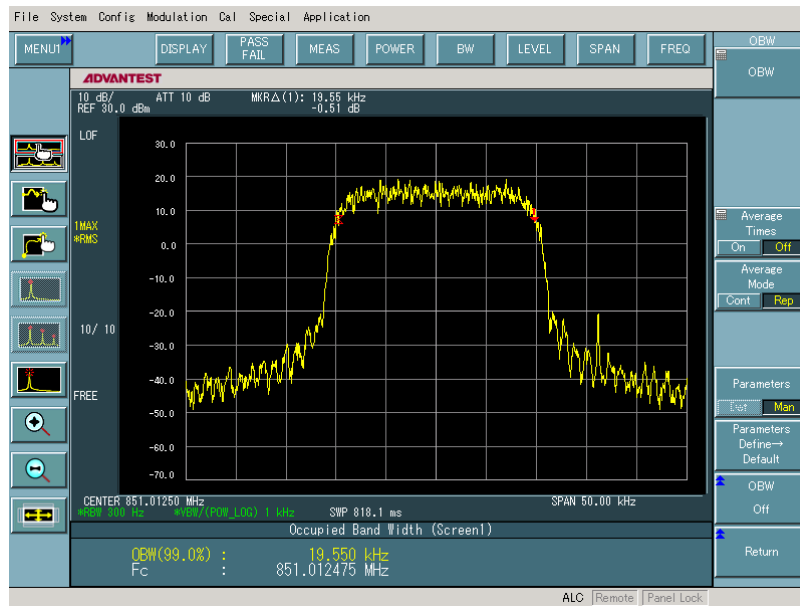 File System Config Modulation Cal Special Application
MENU1 DISPLAY PASS FAIL MEAS POWER BW LEVEL SPAN FREQ
OBW
OBW
ADVANTEST
10 dB/ ATT 10 dB MKRΔ(1): 19.55 kHz
REF 30.0 dBm -0.51 dB
LOF
30.0
20.0
10.0
1MAX
*RMS
0.0
-10.0
-20.0
10/ 10
-30.0
-40.0
FREE
-50.0
-60.0
-70.0
CENTER 851.01250 MHz SPAN 50.00 kHz
*RBW 300 Hz *VBW/(POW_LOG) 1 kHz SWP 818.1 ms
Occupied Band Width (Screen1)
OBW(99.0%) : 19.550 kHz
Fc : 851.012475 MHz
Average
Times
On Off
Average
Mode
Cont Rep
Parameters
Man
Parameters
Define→
Default
OBW
Off
Return
ALC Remote Panel Lock